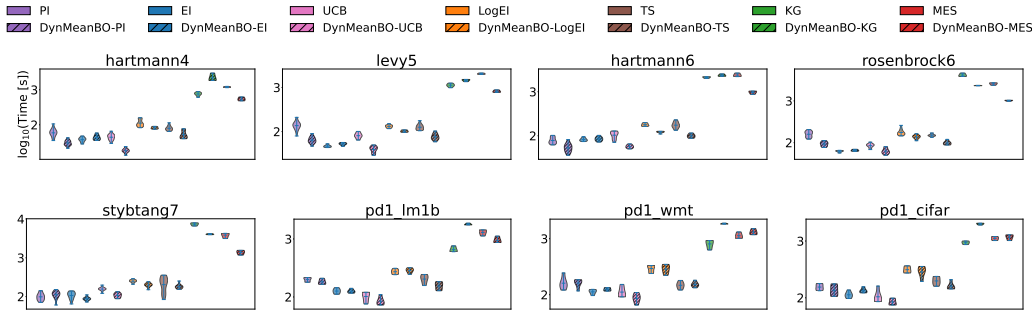 PI EI UCB LogEI TS KG MES
DynMeanBO-PI DynMeanBO-EI DynMeanBO-UCB DynMeanBO-LogEI DynMeanBO-TS DynMeanBO-KG DynMeanBO-MES
hartmann4 levy5 hartmann6 rosenbrock6
log₁₀(Time [s])
3 3 3 3
2 2 2 2
stybtang7 pd1_lm1b pd1_wmt pd1_cifar
4
3 3 3 3
2 2 2 2